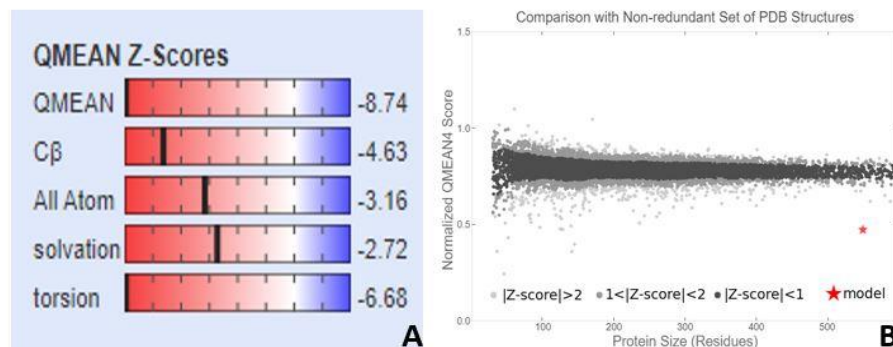 QMEAN Z-Scores
QMEAN -8.74
Cβ -4.63
All Atom -3.16
solvation -2.72
torsion -6.68
A
Comparison with Non-redundant Set of PDB Structures
Normalized QMEAN4 Score
1.5
1.0
0.5
0.0
|Z-score|>2 1<|Z-score|<2 |Z-score|<1 model
100 200 300 400 500
Protein Size (Residues)
B